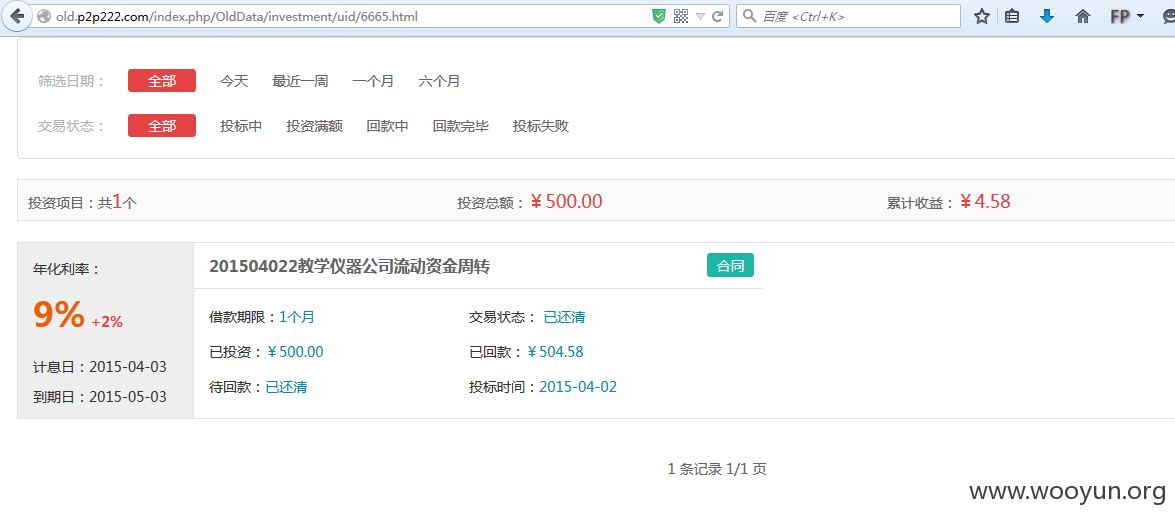 old.p2p222.com/index.php/OldData/investment/uid/6665.html 百度 <Ctrl+K> FP
筛选日期： 全部 今天 最近一周 一个月 六个月
交易状态： 全部 投标中 投资满额 回款中 回款完毕 投标失败
投资项目：共1个 投资总额：￥500.00 累计收益：￥4.58
年化利率：
9% +2%
计息日：2015-04-03
到期日：2015-05-03
201504022教学仪器公司流动资金周转 合同
借款期限：1个月 交易状态： 已还清
已投资：￥500.00 已回款：￥504.58
待回款：已还清 投标时间：2015-04-02
1 条记录 1/1 页
www.wooyun.org